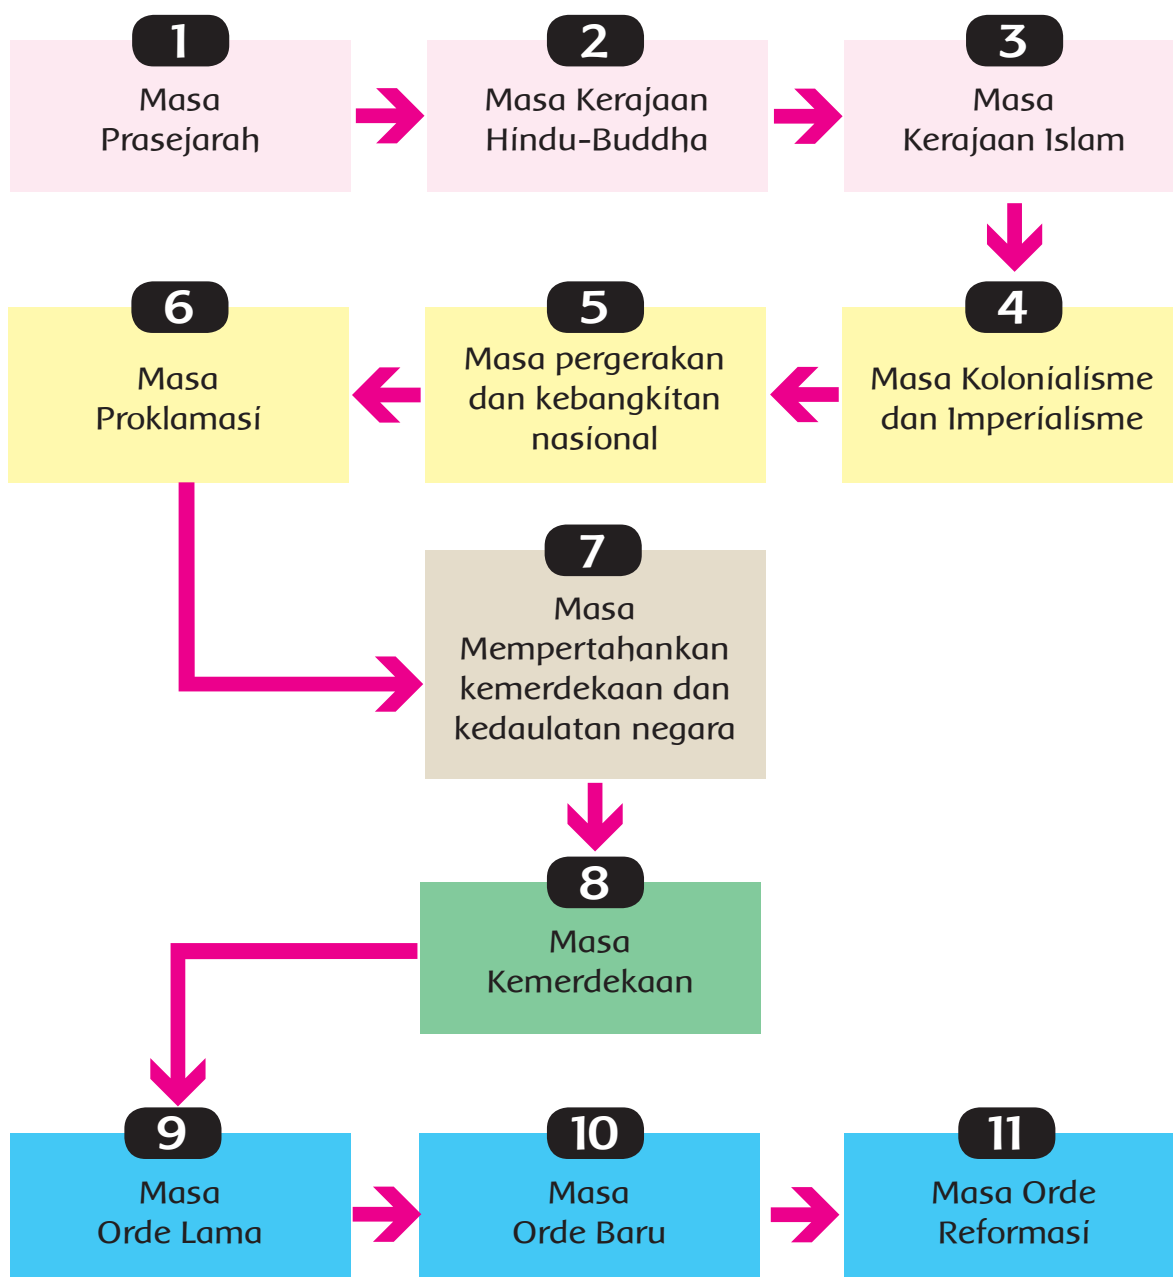 1
Masa
Prasejarah
2
Masa Kerajaan
Hindu-Buddha
3
Masa
Kerajaan Islam
4
Masa Kolonialisme
dan Imperialisme
5
Masa pergerakan
dan kebangkitan
nasional
6
Masa
Proklamasi
7
Masa
Mempertahankan
kemerdekaan dan
kedaulatan negara
8
Masa
Kemerdekaan
9
Masa
Orde Lama
10
Masa
Orde Baru
11
Masa Orde
Reformasi